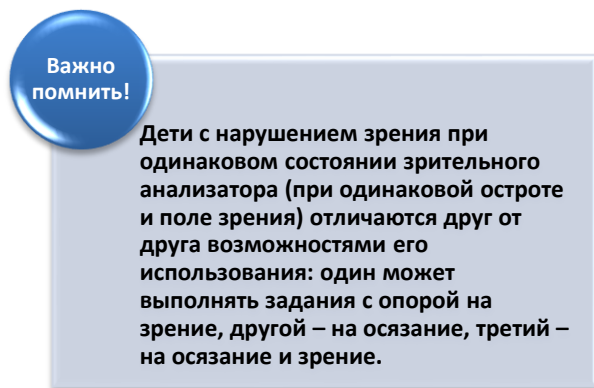 Важно
помнить!
Дети с нарушением зрения при
одинаковом состоянии зрительного
анализатора (при одинаковой остроте
и поле зрения) отличаются друг от
друга возможностями его
использования: один может
выполнять задания с опорой на
зрение, другой – на осязание, третий –
на осязание и зрение.